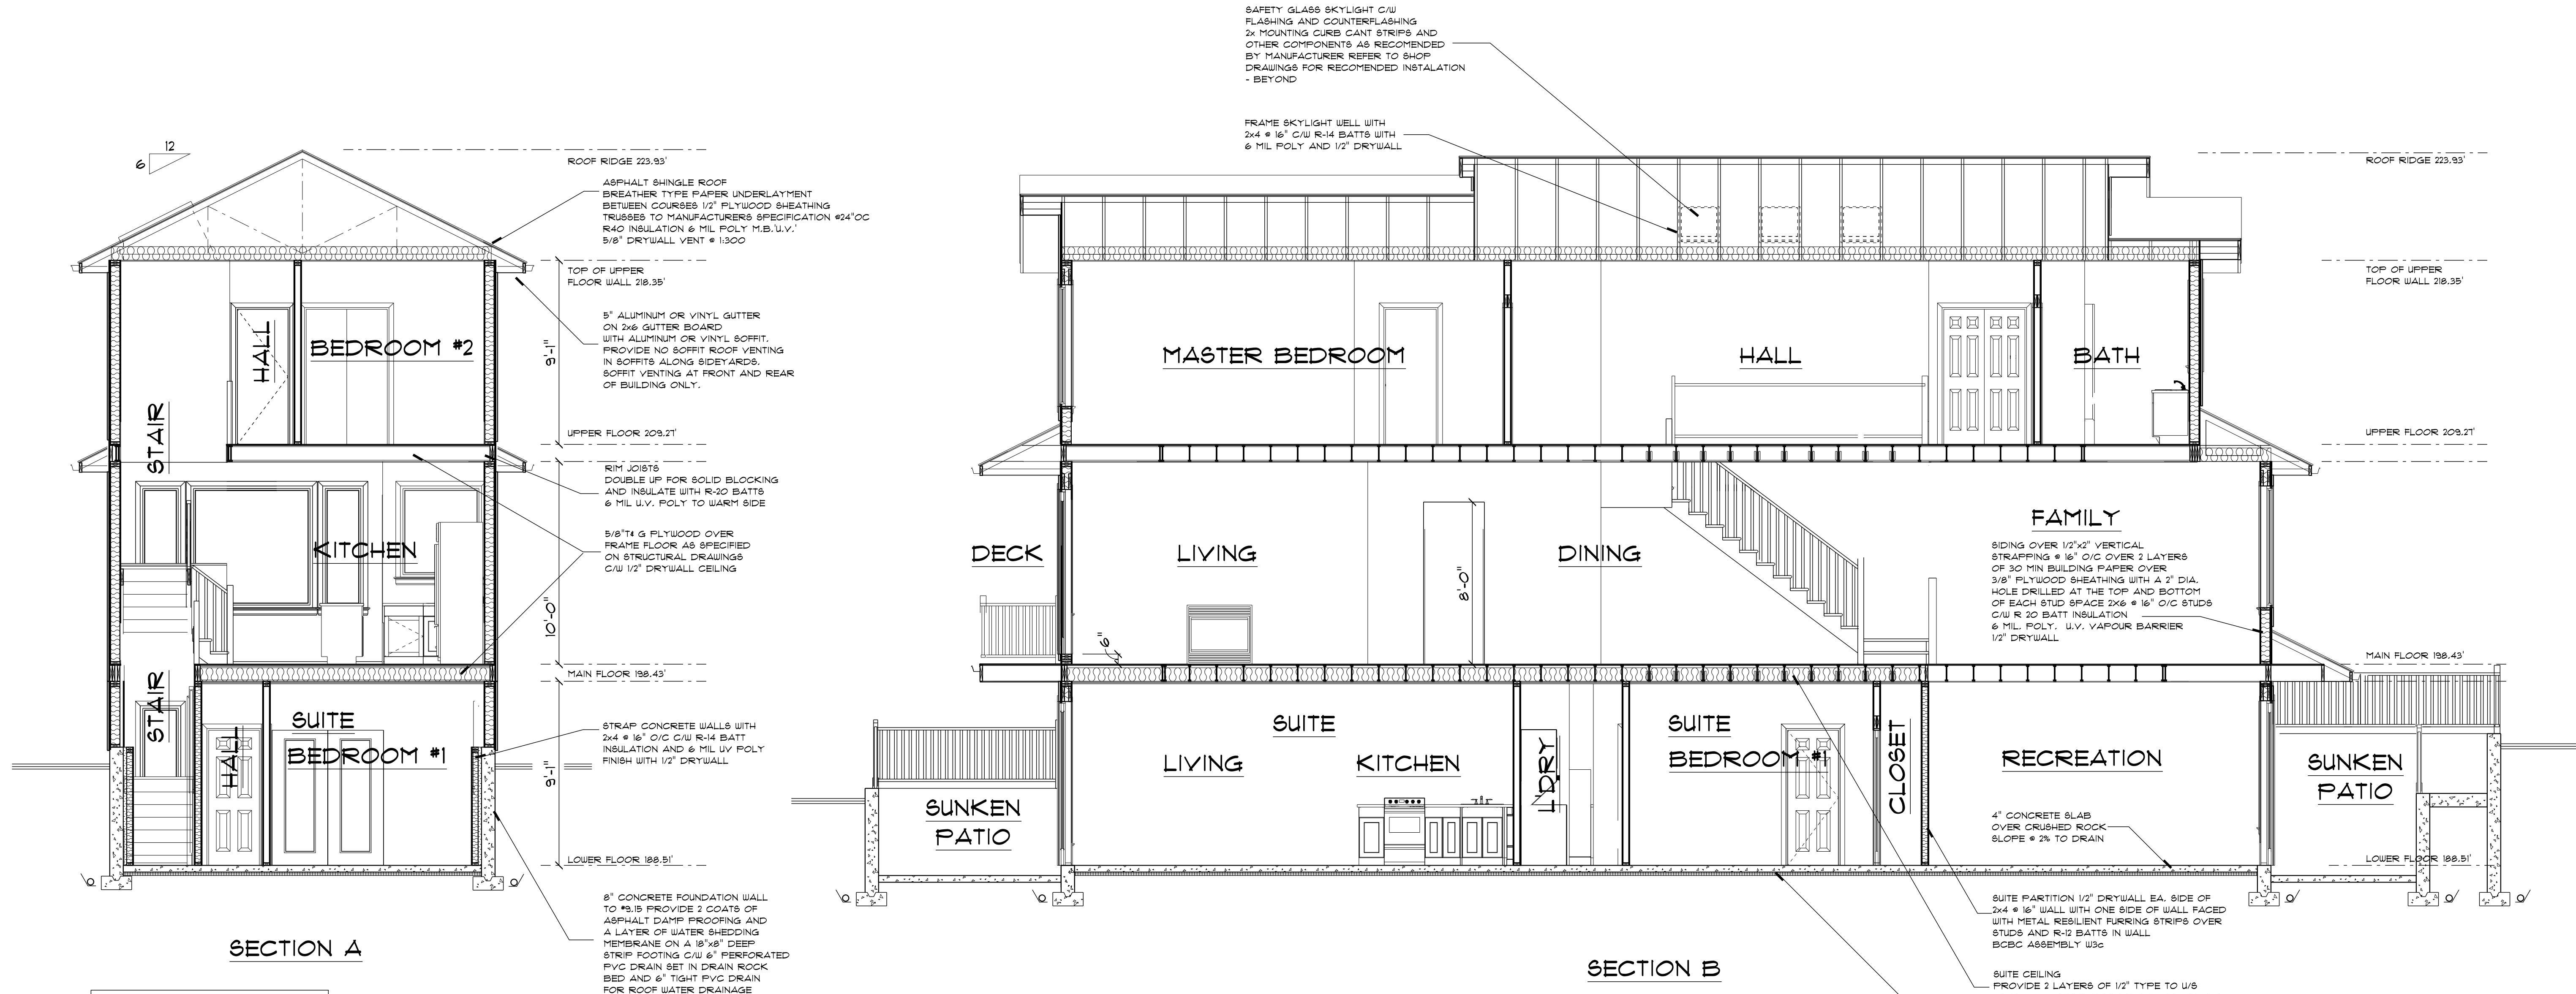 SAFETY GLASS SKYLIGHT C/W
FLASHING AND COUNTERFLASHING
2x MOUNTING CURB CANT STRIPS AND
OTHER COMPONENTS AS RECOMENDED
BY MANUFACTURER REFER TO SHOP
DRAWINGS FOR RECOMENDED INSTALATION
- BEYOND
FRAME SKYLIGHT WELL WITH
2x4 @ 16" C/W R-14 BATTS WITH
6 MIL POLY AND 1/2" DRYWALL
12
6
ROOF RIDGE 223.93'
ASPHALT SHINGLE ROOF
BREATHER TYPE PAPER UNDERLAYMENT
BETWEEN COURSES 1/2" PLYWOOD SHEATHING
TRUSSES TO MANUFACTURERS SPECIFICATION @24"OC
R40 INSULATION 6 MIL POLY M.B.'U.V.'
5/8" DRYWALL VENT @ 1:300
TOP OF UPPER
FLOOR WALL 218.35'
5" ALUMINUM OR VINYL GUTTER
ON 2x6 GUTTER BOARD
WITH ALUMINUM OR VINYL SOFFIT.
PROVIDE NO SOFFIT ROOF VENTING
IN SOFFITS ALONG SIDEYARDS.
SOFFIT VENTING AT FRONT AND REAR
OF BUILDING ONLY.
9'-1"
HALL
BEDROOM #2
STAIR
UPPER FLOOR 209.27'
RIM JOISTS
DOUBLE UP FOR SOLID BLOCKING
AND INSULATE WITH R-20 BATTS
6 MIL U.V. POLY TO WARM SIDE
5/8"T& G PLYWOOD OVER
FRAME FLOOR AS SPECIFIED
ON STRUCTURAL DRAWINGS
C/W 1/2" DRYWALL CEILING
KITCHEN
10'-0"
MAIN FLOOR 198.43'
STAIR
HALL
SUITE
BEDROOM #1
STRAP CONCRETE WALLS WITH
2x4 @ 16" O/C C/W R-14 BATT
INSULATION AND 6 MIL UV POLY
FINISH WITH 1/2" DRYWALL
9'-1"
LOWER FLOOR 188.51'
8" CONCRETE FOUNDATION WALL
TO #9.15 PROVIDE 2 COATS OF
ASPHALT DAMP PROOFING AND
A LAYER OF WATER SHEDDING
MEMBRANE ON A 18"x8" DEEP
STRIP FOOTING C/W 6" PERFORATED
PVC DRAIN SET IN DRAIN ROCK
BED AND 6" TIGHT PVC DRAIN
FOR ROOF WATER DRAINAGE
SECTION A
ROOF RIDGE 223.93'
TOP OF UPPER
FLOOR WALL 218.35'
MASTER BEDROOM
HALL
BATH
UPPER FLOOR 209.27'
DECK
LIVING
8'-0"
DINING
FAMILY
SIDING OVER 1/2"x2" VERTICAL
STRAPPING @ 16" O/C OVER 2 LAYERS
OF 30 MIN BUILDING PAPER OVER
3/8" PLYWOOD SHEATHING WITH A 2" DIA.
HOLE DRILLED AT THE TOP AND BOTTOM
OF EACH STUD SPACE 2x6 @ 16" O/C STUDS
C/W R 20 BATT INSULATION
6 MIL. POLY. U.V. VAPOUR BARRIER
1/2" DRYWALL
MAIN FLOOR 198.43'
SUITE
LIVING
KITCHEN
L'DRY
SUITE
BEDROOM #1
CLOSET
RECREATION
SUNKEN
PATIO
SUNKEN
PATIO
4" CONCRETE SLAB
OVER CRUSHED ROCK
SLOPE @ 2% TO DRAIN
LOWER FLOOR 188.51'
SUITE PARTITION 1/2" DRYWALL EA. SIDE OF
2x4 @ 16" WALL WITH ONE SIDE OF WALL FACED
WITH METAL RESILIENT FURRING STRIPS OVER
STUDS AND R-12 BATTS IN WALL
BCBC ASSEMBLY W3c
SUITE CEILING
PROVIDE 2 LAYERS OF 1/2" TYPE TO U/S
SECTION B